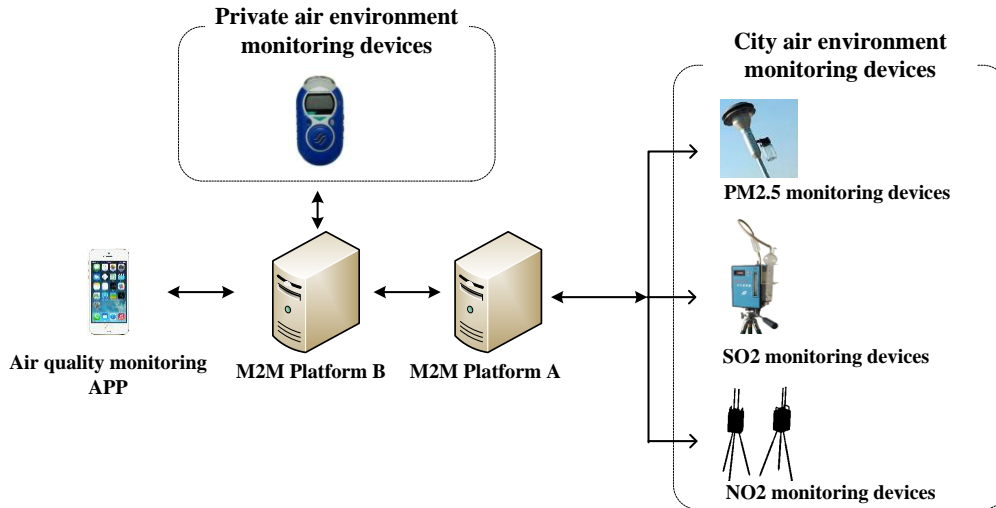 Private air environment
monitoring devices
City air environment
monitoring devices
PM2.5 monitoring devices
SO2 monitoring devices
NO2 monitoring devices
Air quality monitoring
APP
M2M Platform B
M2M Platform A